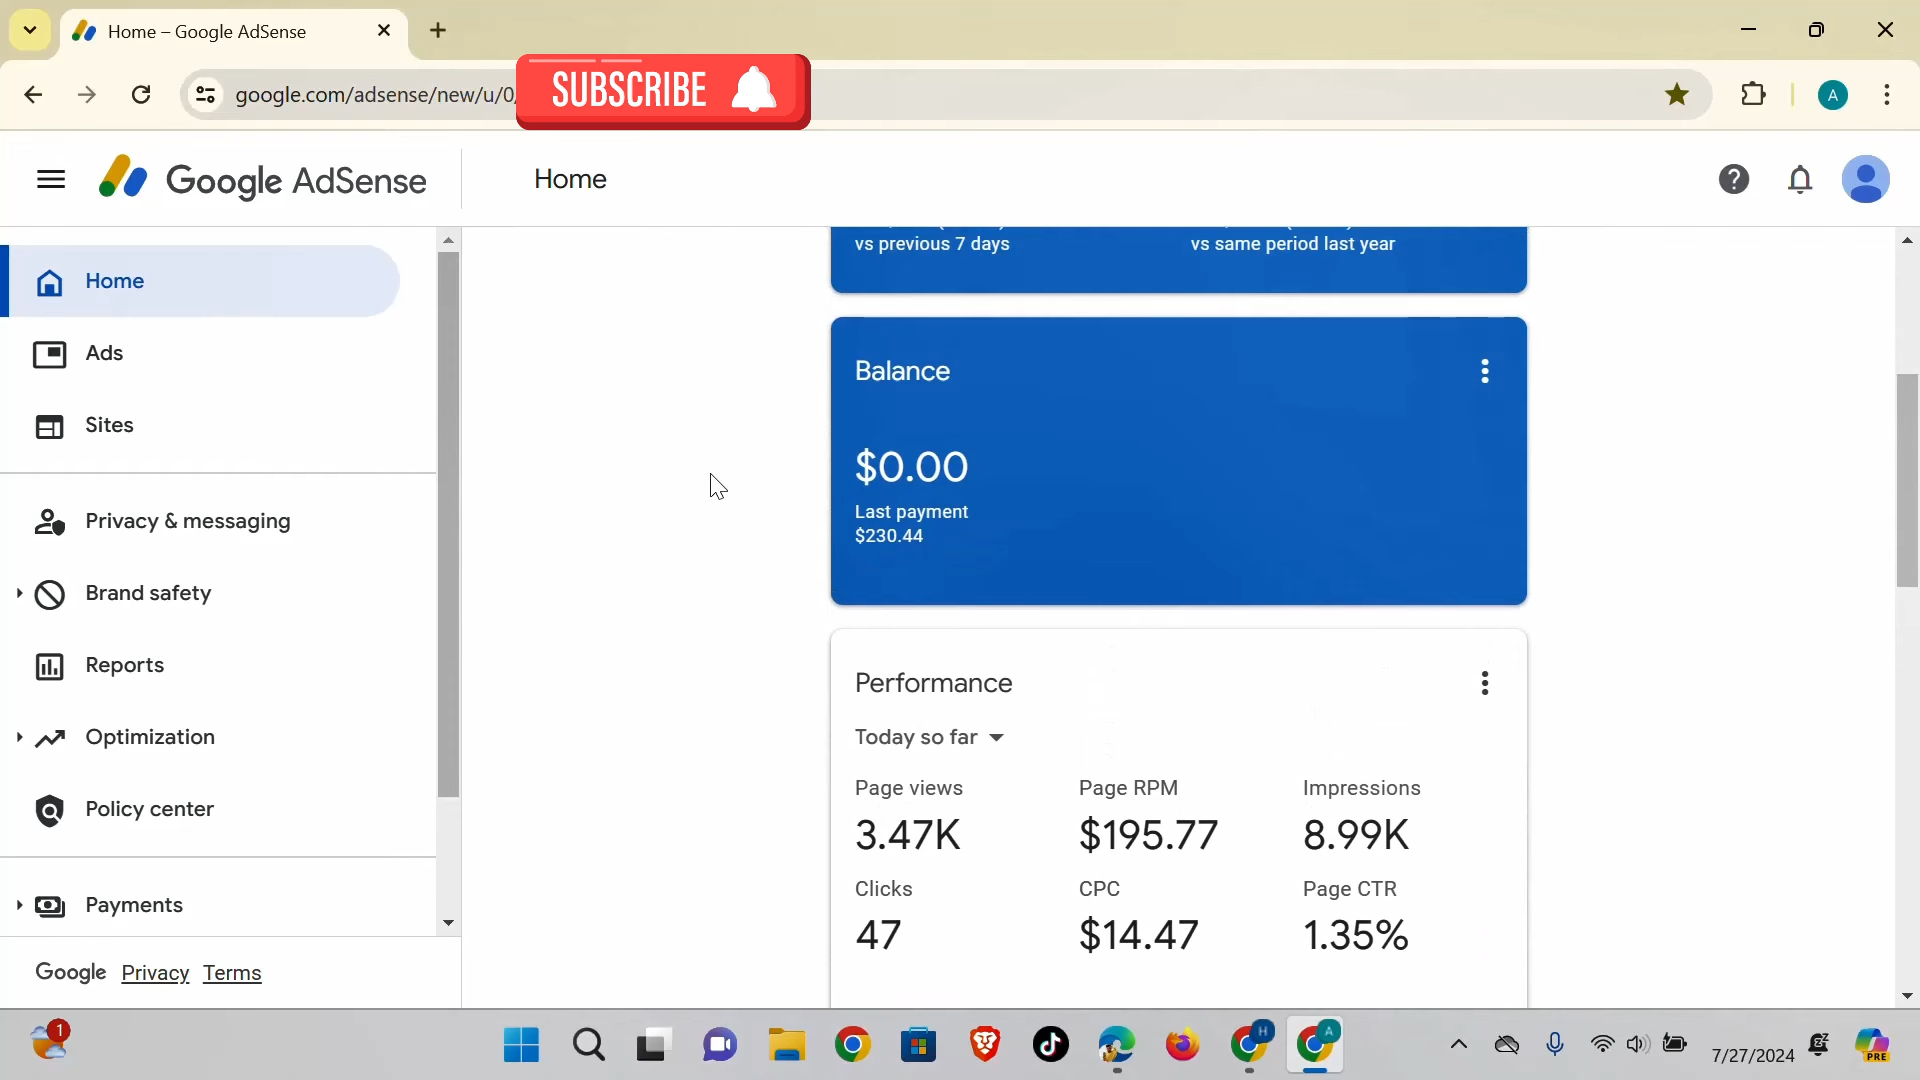 Home – Google AdSense
google.com/adsense/new/u/0/
SUBSCRIBE
Google AdSense
Home
Home
Ads
Sites
Privacy & messaging
Brand safety
Reports
Optimization
Policy center
Payments
Google Privacy Terms
vs previous 7 days
vs same period last year
Balance
$0.00
Last payment
$230.44
Performance
Today so far
Page views Page RPM Impressions
3.47K $195.77 8.99K
Clicks CPC Page CTR
47 $14.47 1.35%
A
1
H
A
7/27/2024
PRE